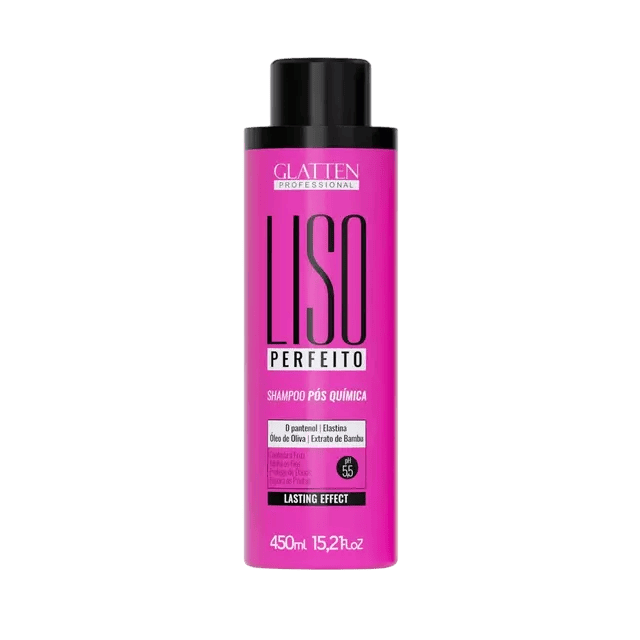 GLATTEN
PROFESSIONAL
LISO
PERFEITO
SHAMPOO PÓS QUÍMICA
D pantenol | Elastina
Óleo de Oliva | Extrato de Bambu
pH
5,5
LASTING EFFECT
450ml 15,21fl.oz